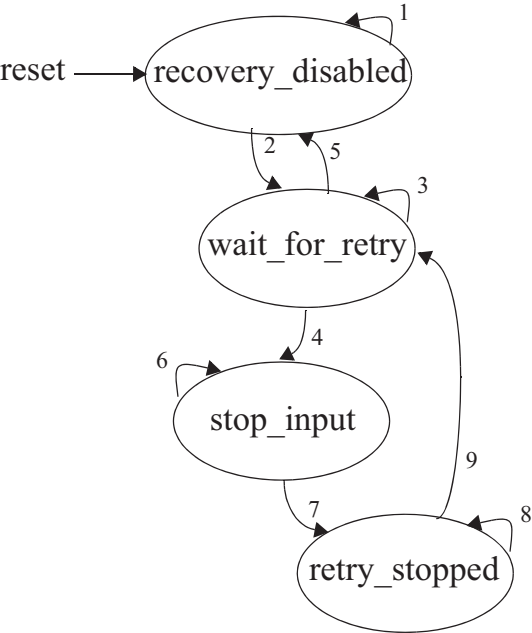 1
reset
recovery_disabled
2
5
3
wait_for_retry
4
6
stop_input
9
7
8
retry_stopped